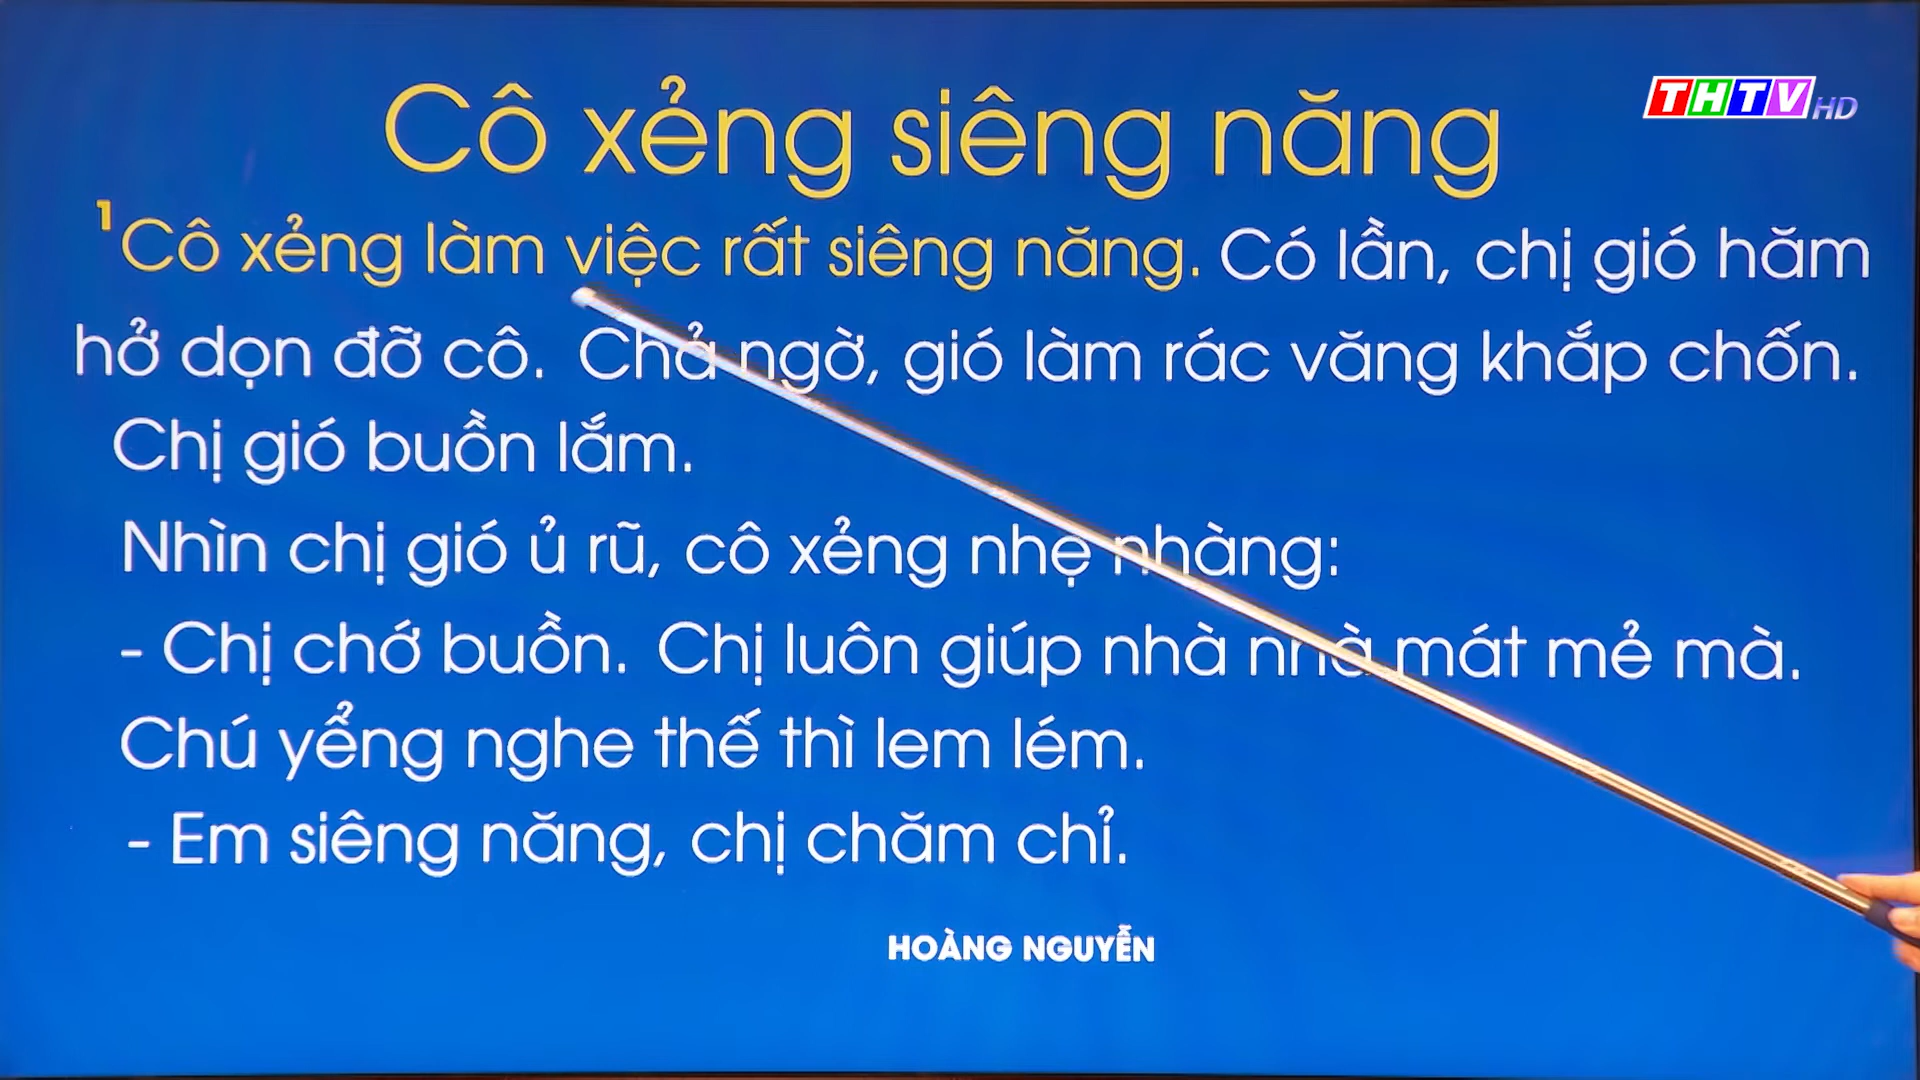 THTV HD
Cô xẻng siêng năng
1 Cô xẻng làm việc rất siêng năng. Có lần, chị gió hăm
hở dọn đỡ cô. Chả ngờ, gió làm rác văng khắp chốn.
Chị gió buồn lắm.
Nhìn chị gió ủ rũ, cô xẻng nhẹ nhàng:
- Chị chớ buồn. Chị luôn giúp nhà nhà mát mẻ mà.
Chú yểng nghe thế thì lem lém.
- Em siêng năng, chị chăm chỉ.
HOÀNG NGUYỄN